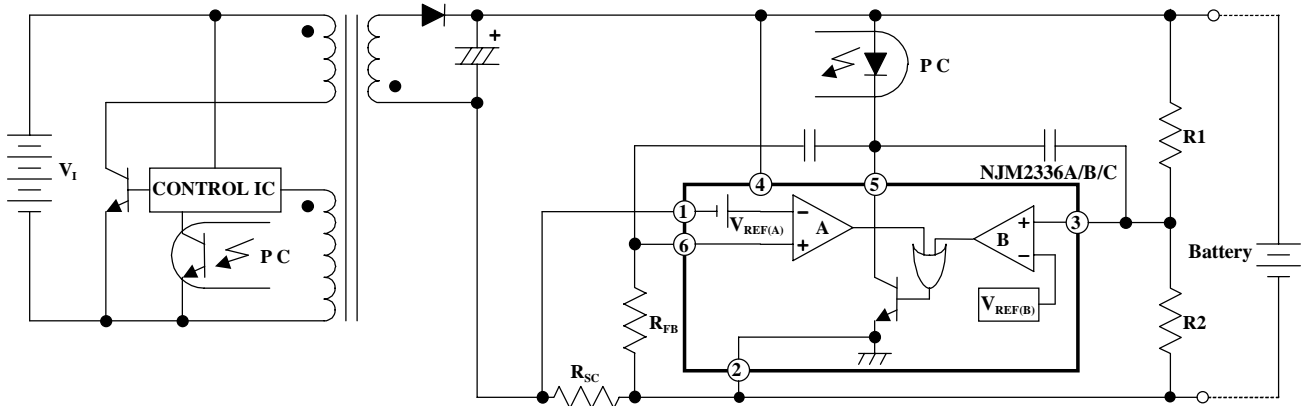 +
P C
R1
NJM2336A/B/C
V_I
CONTROL IC
4
5
1
V_REF(A)
−
A
+
B
+
−
3
6
P C
Battery
V_REF(B)
R_FB
R2
2
R_SC